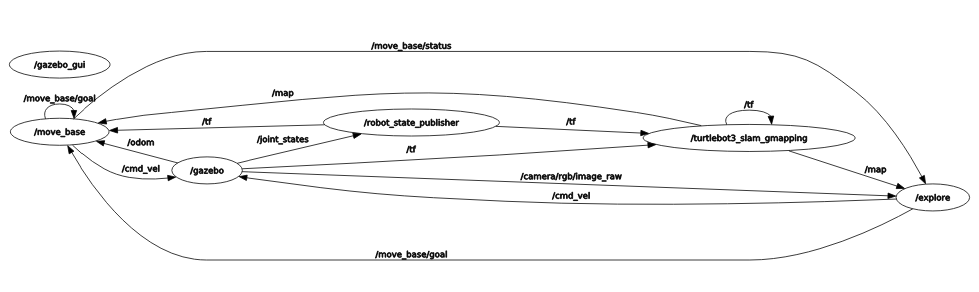 /move_base/status
/gazebo_gui
/move_base/goal
/map
/tf
/robot_state_publisher
/tf
/tf
/move_base
/turtlebot3_slam_gmapping
/odom
/joint_states
/tf
/cmd_vel
/gazebo
/camera/rgb/image_raw
/map
/cmd_vel
/explore
/move_base/goal